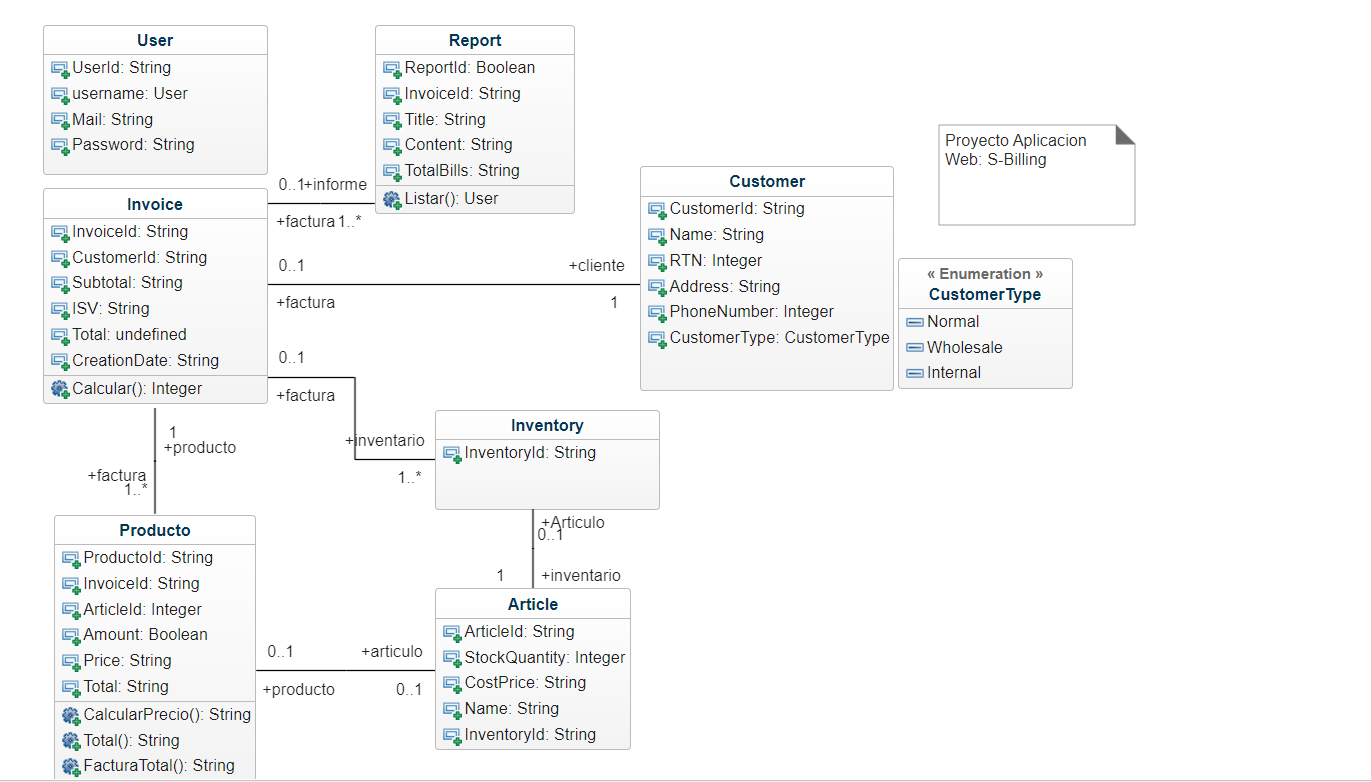 User
UserId: String
username: User
Mail: String
Password: String
Report
ReportId: Boolean
InvoiceId: String
Title: String
Content: String
TotalBills: String
Listar(): User
0..1+informe
+factura1..*
Invoice
InvoiceId: String
CustomerId: String
Subtotal: String
ISV: String
Total: undefined
CreationDate: String
Calcular(): Integer
0..1
+cliente
+factura
1
Customer
CustomerId: String
Name: String
RTN: Integer
Address: String
PhoneNumber: Integer
CustomerType: CustomerType
Proyecto Aplicacion
Web: S-Billing
« Enumeration »
CustomerType
Normal
Wholesale
Internal
0..1
+factura
+inventario
1..*
Inventory
InventoryId: String
1
+producto
+factura
1..*
Producto
ProductoId: String
InvoiceId: String
ArticleId: Integer
Amount: Boolean
Price: String
Total: String
CalcularPrecio(): String
Total(): String
FacturaTotal(): String
+Articulo
0..1
1
+inventario
Article
ArticleId: String
StockQuantity: Integer
CostPrice: String
Name: String
InventoryId: String
0..1
+articulo
+producto
0..1